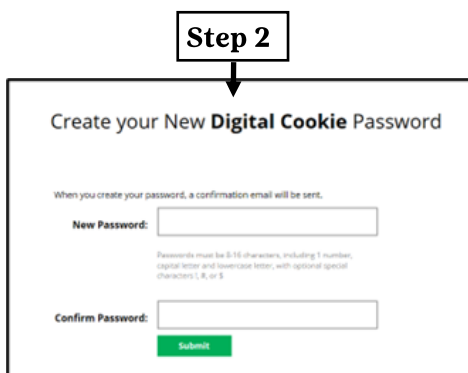 Step 2
Create your New Digital Cookie Password
When you create your password, a confirmation email will be sent.
New Password:
Passwords must be 8-16 characters, including 1 number,
capital letter and lowercase letter, with optional special
characters !, #, or $
Confirm Password:
Submit